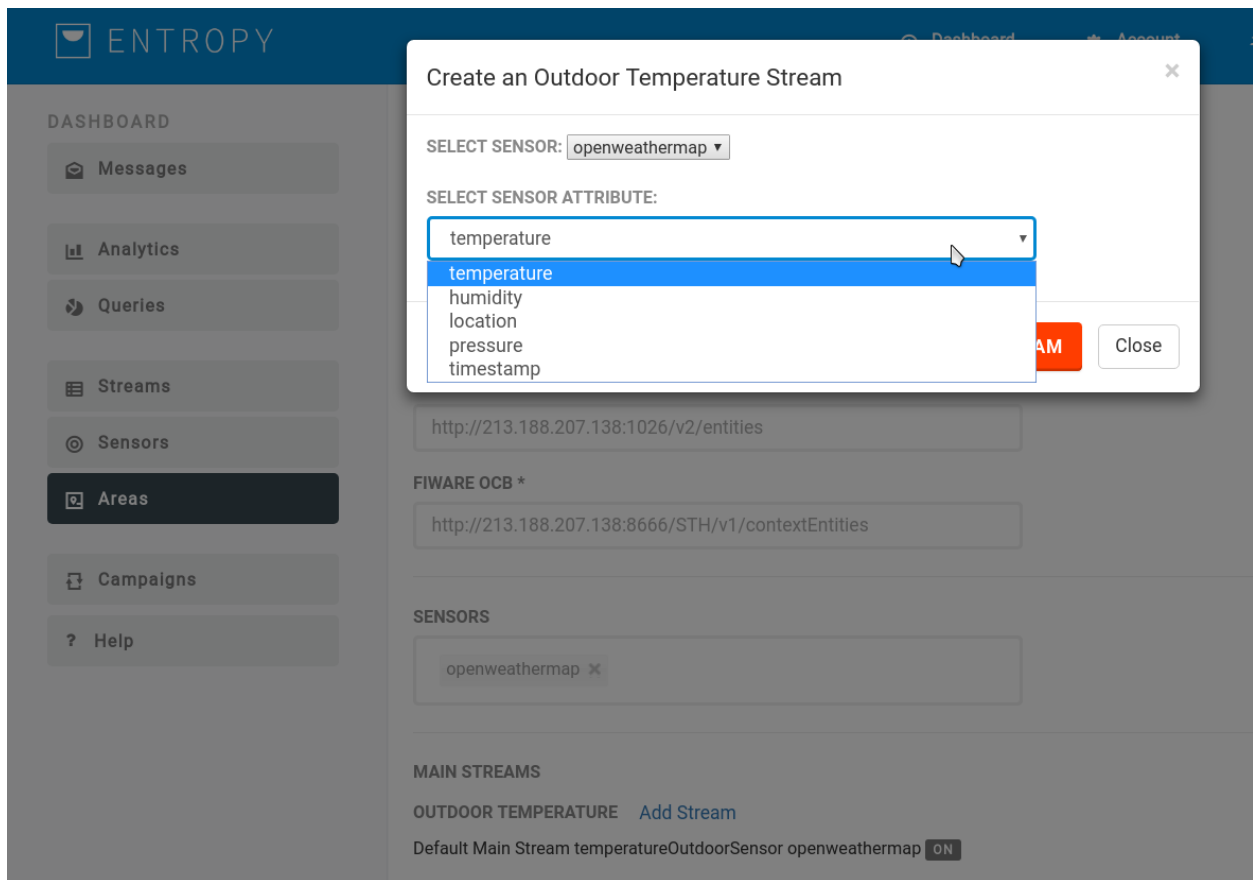 ENTROPY
Dashboard
Account
DASHBOARD
Messages
Analytics
Queries
Streams
Sensors
Areas
Campaigns
? Help
Create an Outdoor Temperature Stream
×
SELECT SENSOR: openweathermap ▾
SELECT SENSOR ATTRIBUTE:
temperature
temperature
humidity
location
pressure
timestamp
AM Close
http://213.188.207.138:1026/v2/entities
FIWARE OCB *
http://213.188.207.138:8666/STH/v1/contextEntities
SENSORS
openweathermap ×
MAIN STREAMS
OUTDOOR TEMPERATURE Add Stream
Default Main Stream temperatureOutdoorSensor openweathermap ON